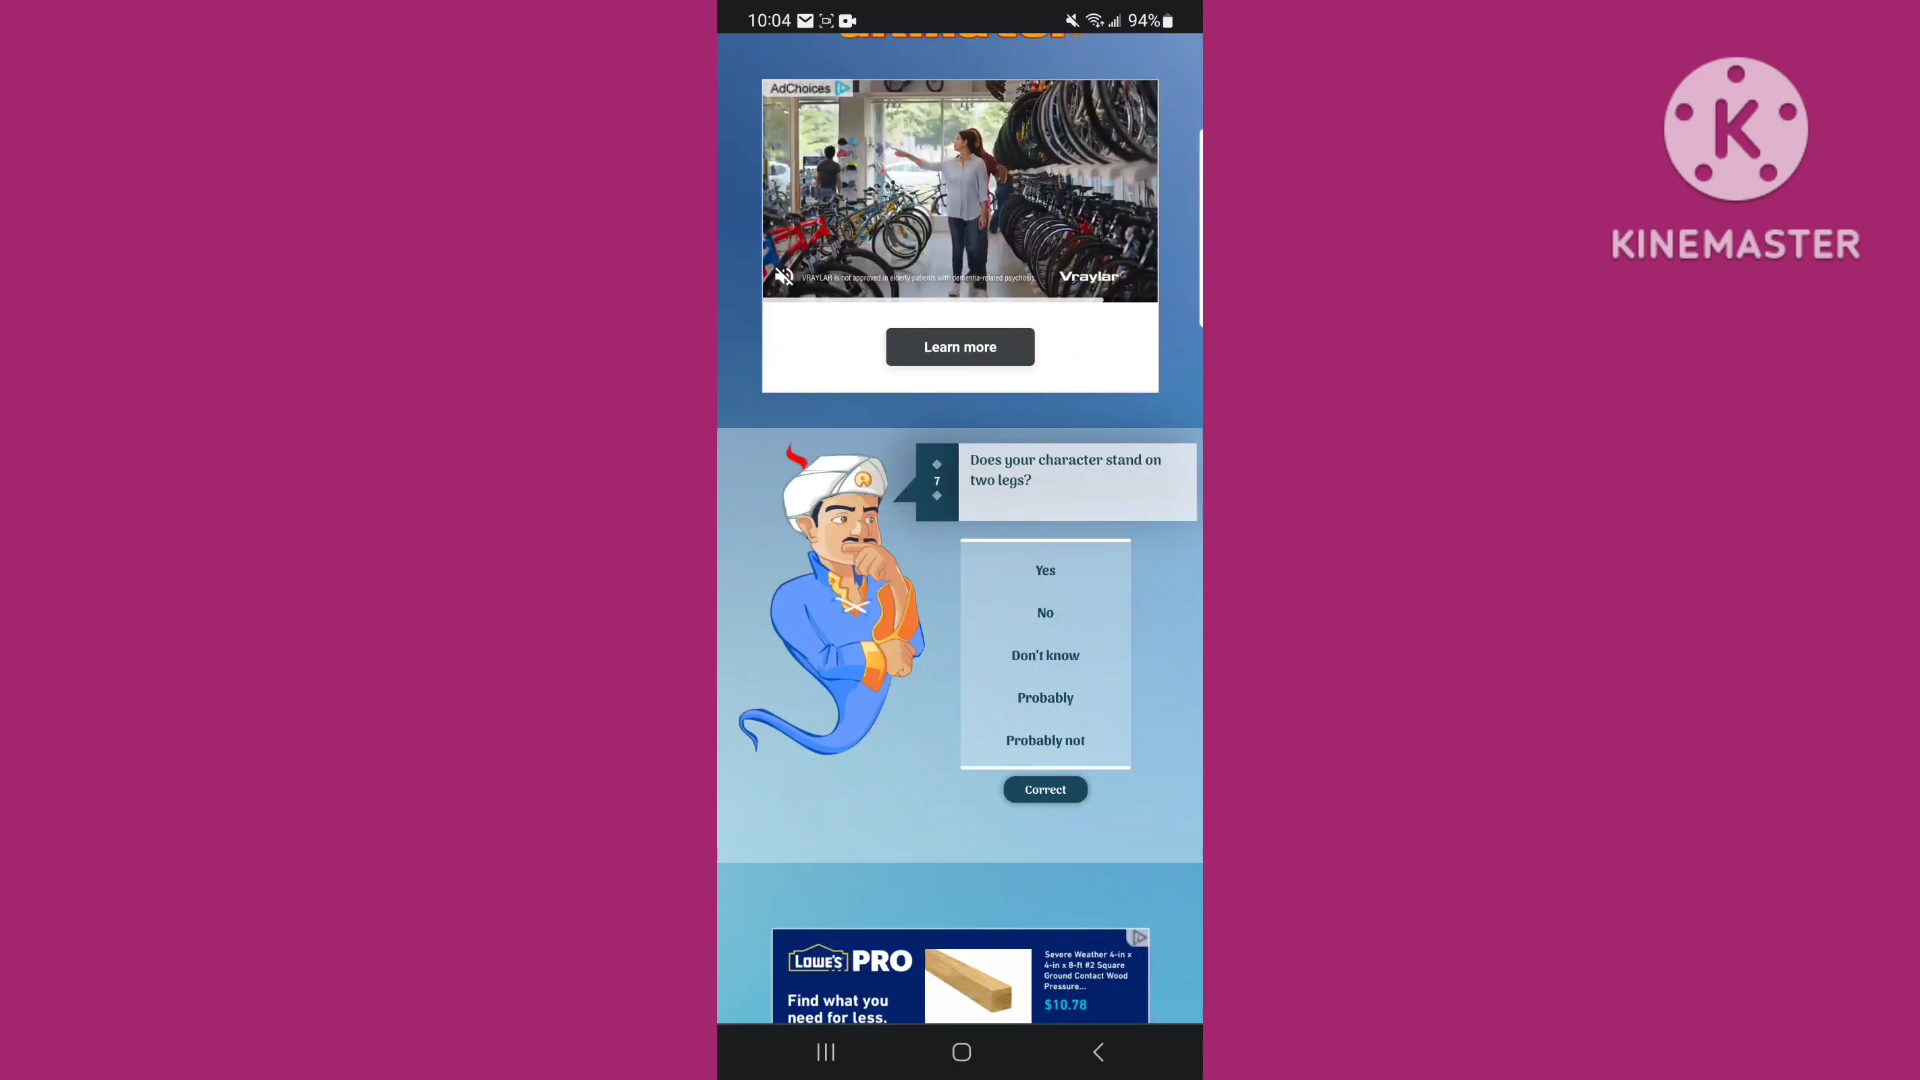 10:04
94%
AdChoices
VRAYLAR is not approved in elderly patients with dementia-related psychosis.
Vraylar
Learn more
7
Does your character stand on
two legs?
Yes
No
Don't know
Probably
Probably not
Correct
LOWE'S PRO
Find what you
need for less.
Severe Weather 4-in x
4-in x 8-ft #2 Square
Ground Contact Wood
Pressure...
$10.78
K
KINEMASTER